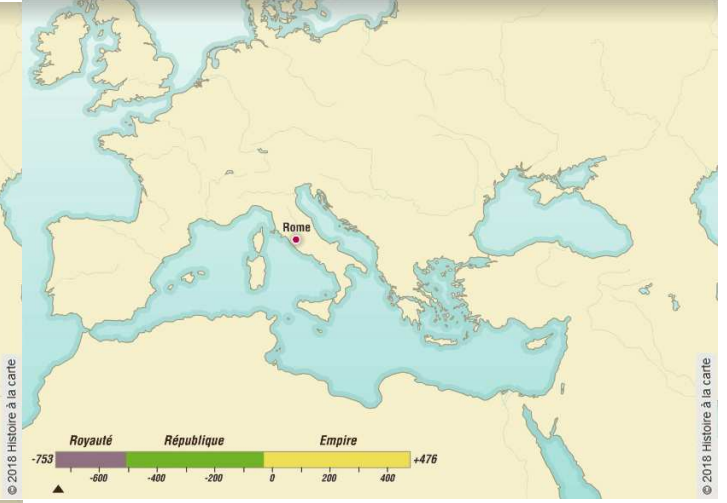 Rome
Royauté République Empire
-753 +476
-600 -400 -200 0 200 400
© 2018 Histoire à la carte
© 2018 Histoire à la carte